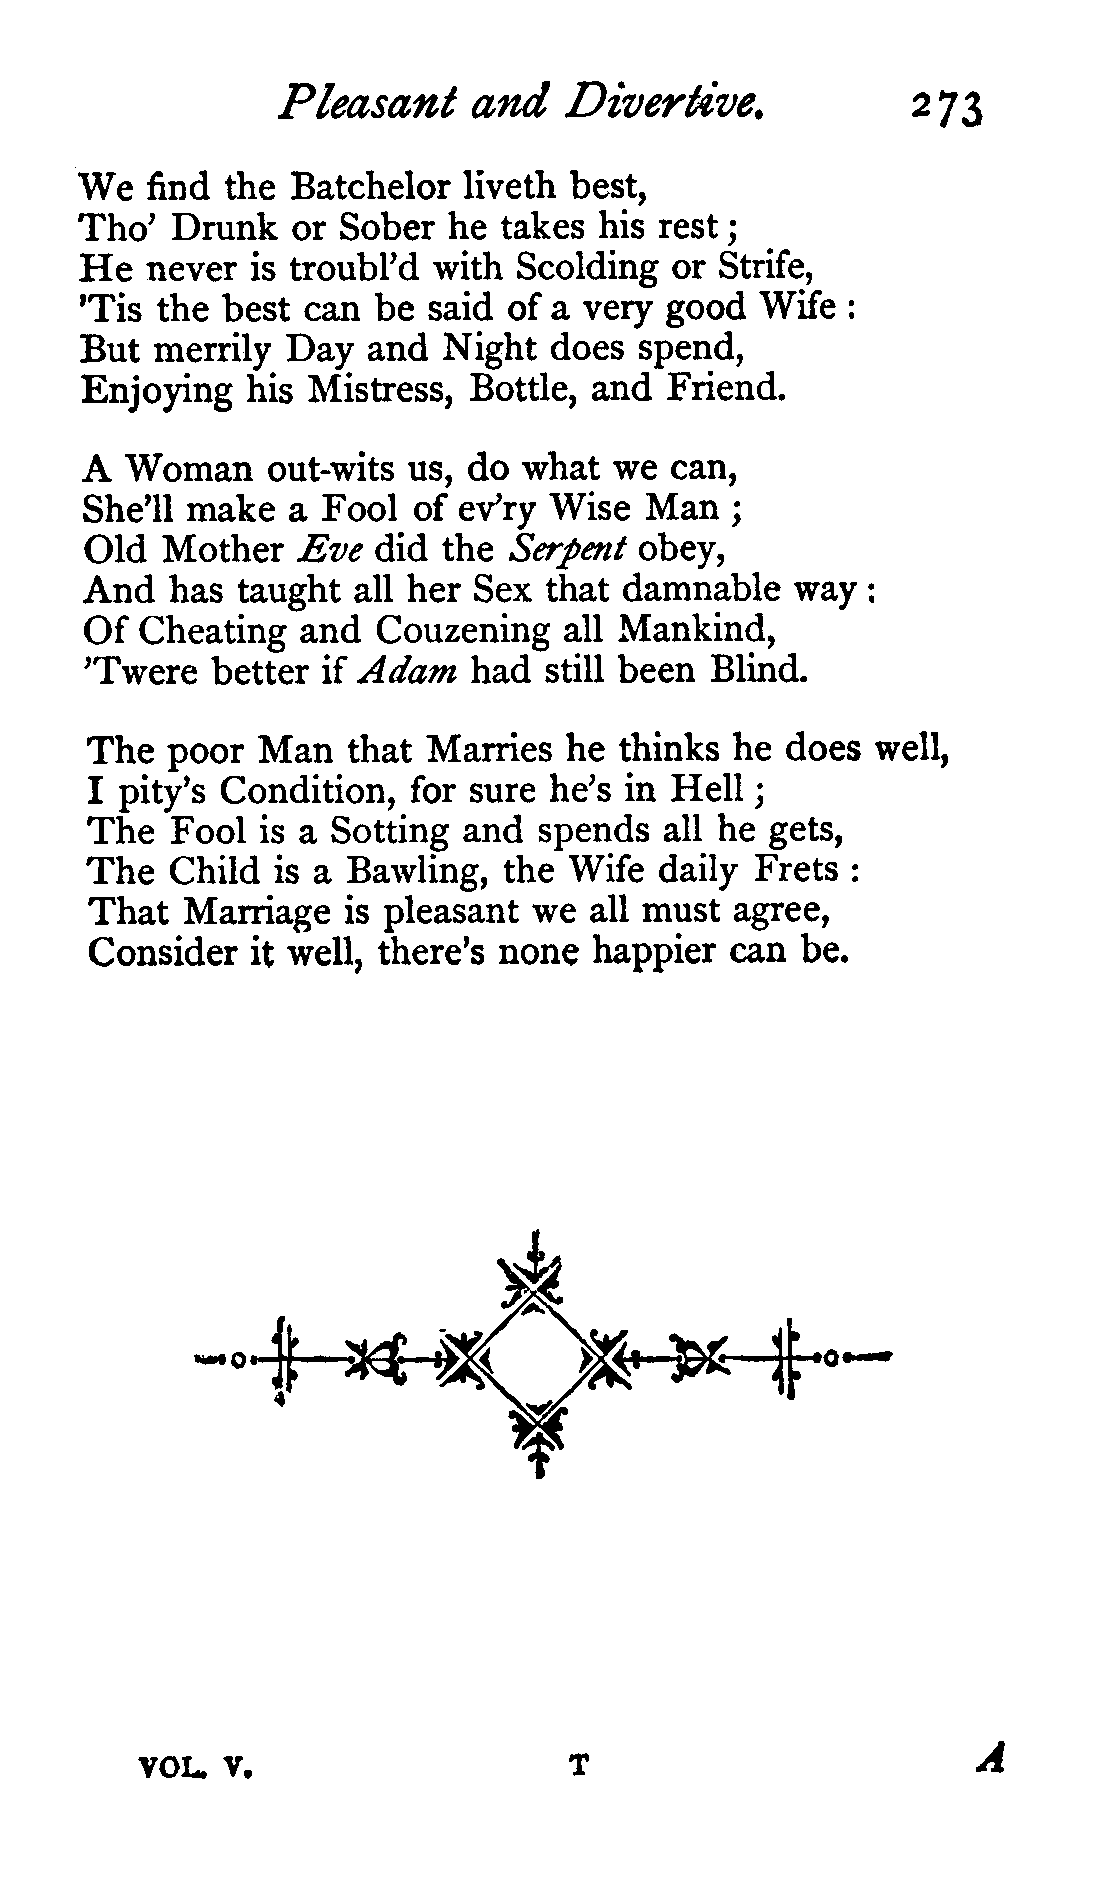 Pleasant and Divertive. 273
We find the Batchelor liveth best,
Tho' Drunk or Sober he takes his rest ;
He never is troubl'd with Scolding or Strife,
'Tis the best can be said of a very good Wife :
But merrily Day and Night does spend,
Enjoying his Mistress, Bottle, and Friend.

A Woman out-wits us, do what we can,
She'll make a Fool of ev'ry Wise Man ;
Old Mother Eve did the Serpent obey,
And has taught all her Sex that damnable way :
Of Cheating and Couzening all Mankind,
'Twere better if Adam had still been Blind.

The poor Man that Marries he thinks he does well,
I pity's Condition, for sure he's in Hell ;
The Fool is a Sotting and spends all he gets,
The Child is a Bawling, the Wife daily Frets :
That Marriage is pleasant we all must agree,
Consider it well, there's none happier can be.

VOL. V. T A